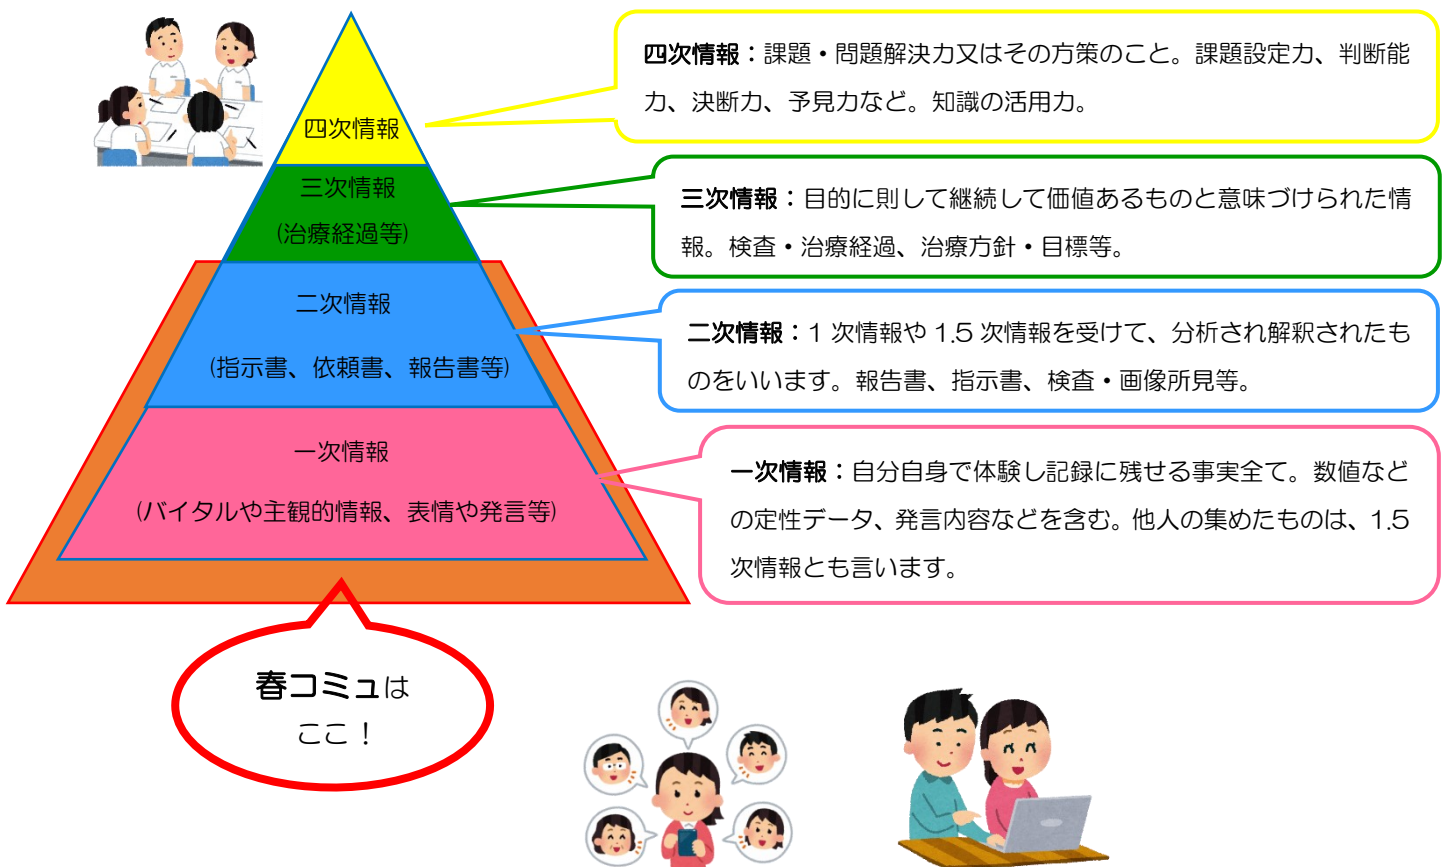 四次情報
三次情報
(治療経過等)
二次情報
(指示書、依頼書、報告書等)
一次情報
(バイタルや主観的情報、表情や発言等)
四次情報：課題・問題解決力又はその方策のこと。課題設定力、判断能
力、決断力、予見力など。知識の活用力。
三次情報：目的に則して継続して価値あるものと意味づけられた情
報。検査・治療経過、治療方針・目標等。
二次情報：1 次情報や 1.5 次情報を受けて、分析され解釈されたも
のをいいます。報告書、指示書、検査・画像所見等。
一次情報：自分自身で体験し記録に残せる事実全て。数値など
の定性データ、発言内容などを含む。他人の集めたものは、1.5
次情報とも言います。
春コミュは
ここ！